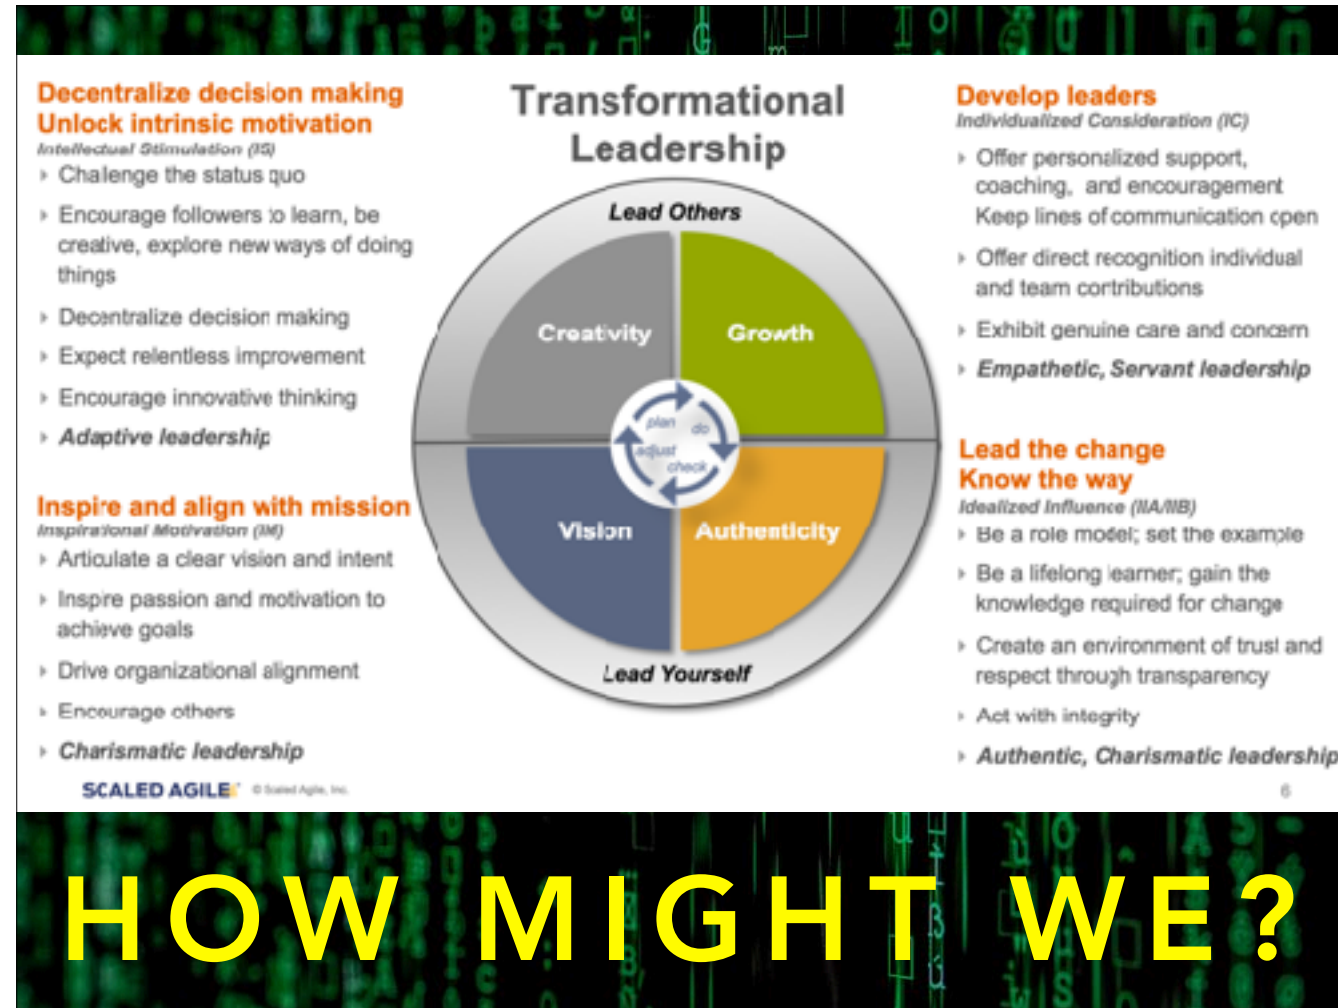 Decentralize decision making
Unlock intrinsic motivation
Intellectual Stimulation (IS)
Challenge the status quo
Encourage followers to learn, be
creative, explore new ways of doing
things
Decentralize decision making
Expect relentless improvement
Encourage innovative thinking
Adaptive leadership
Inspire and align with mission
Inspirational Motivation (IM)
Articulate a clear vision and intent
Inspire passion and motivation to
achieve goals
Drive organizational alignment
Encourage others
Charismatic leadership
SCALED AGILE
© Scaled Agile, Inc.
Transformational
Leadership
Lead Others
Creativity
Growth
plan
do
adjust
check
Vision
Authenticity
Lead Yourself
Develop leaders
Individualized Consideration (IC)
Offer personalized support,
coaching, and encouragement
Keep lines of communication open
Offer direct recognition individual
and team contributions
Exhibit genuine care and concern
Empathetic, Servant leadership
Lead the change
Know the way
Idealized Influence (IIA/IIB)
Be a role model; set the example
Be a lifelong learner; gain the
knowledge required for change
Create an environment of trust and
respect through transparency
Act with integrity
Authentic, Charismatic leadership
6
HOW MIGHT WE?